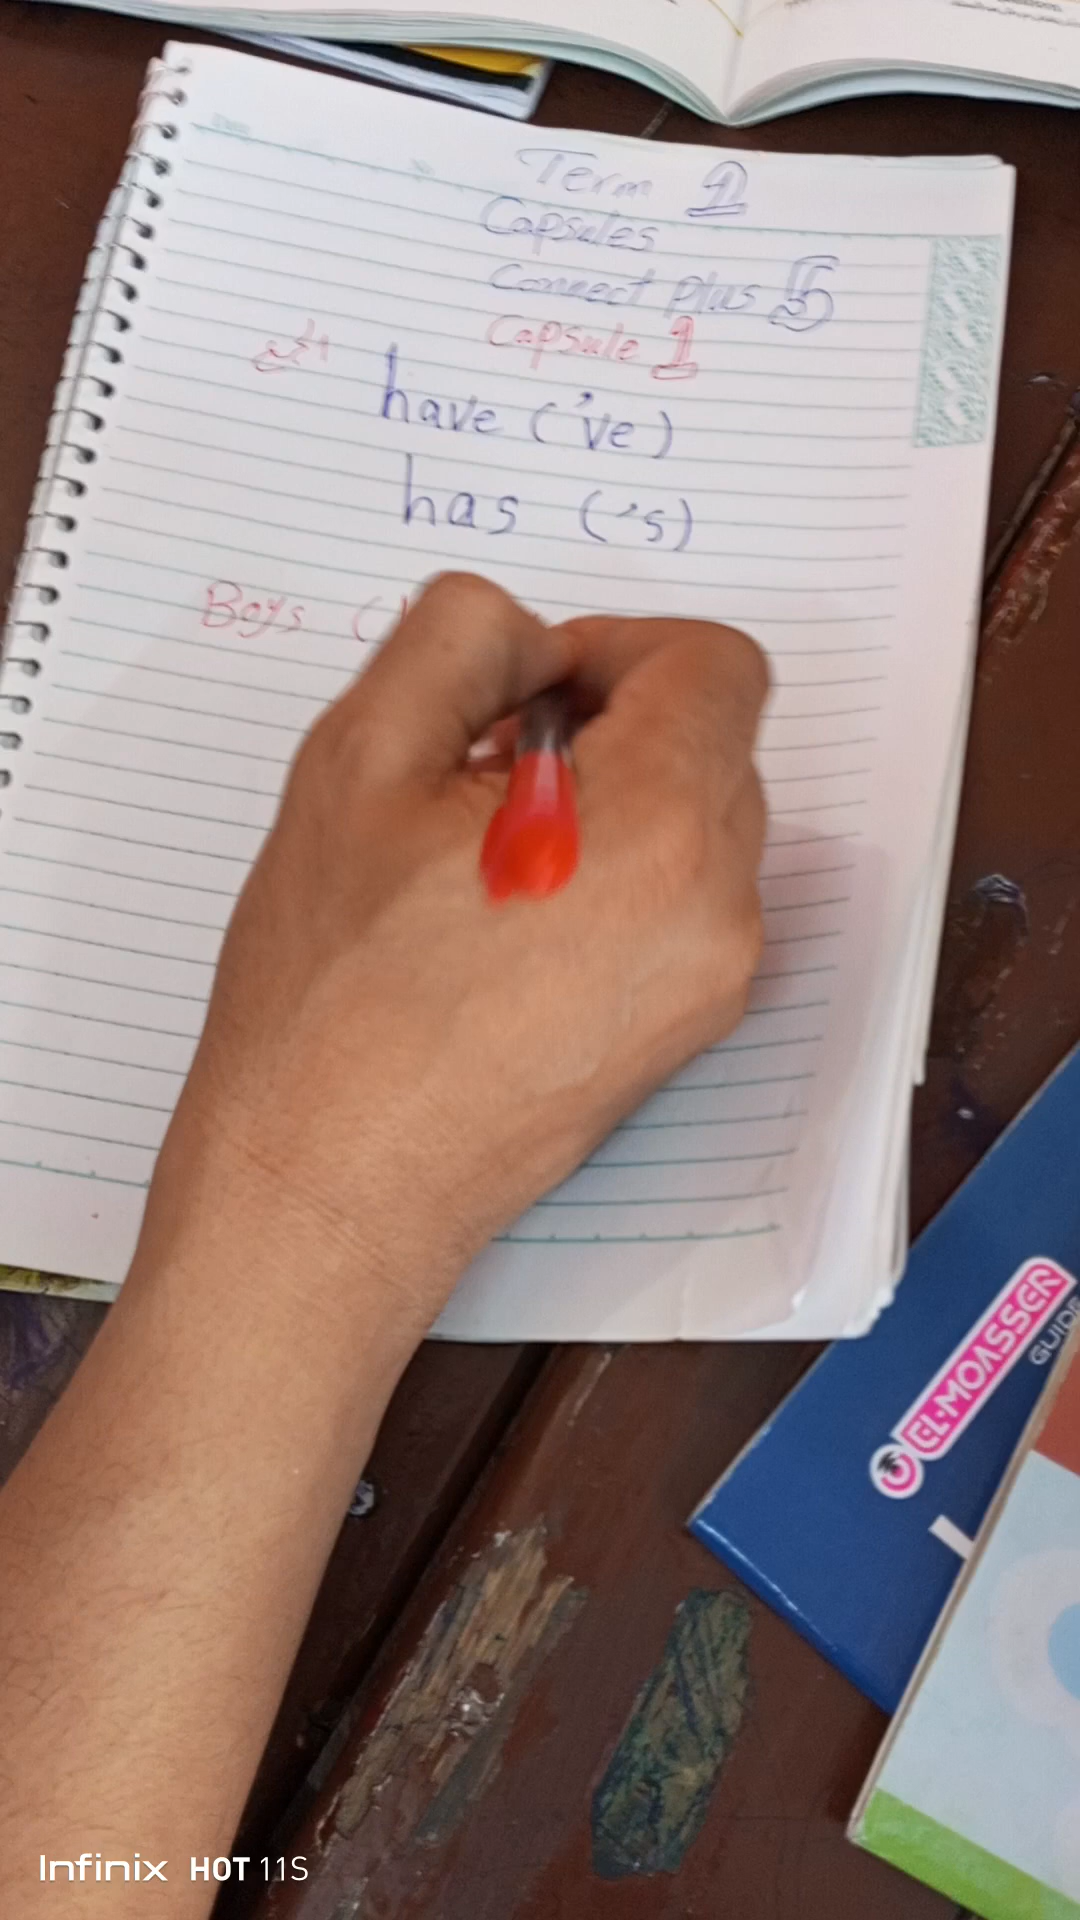 Term 1
Capsules
Connect Plus 5
Capsule 1
have ('ve)
has ('s)
Boys (
EL-MOASSER
GUIDE
Infinix HOT 11S